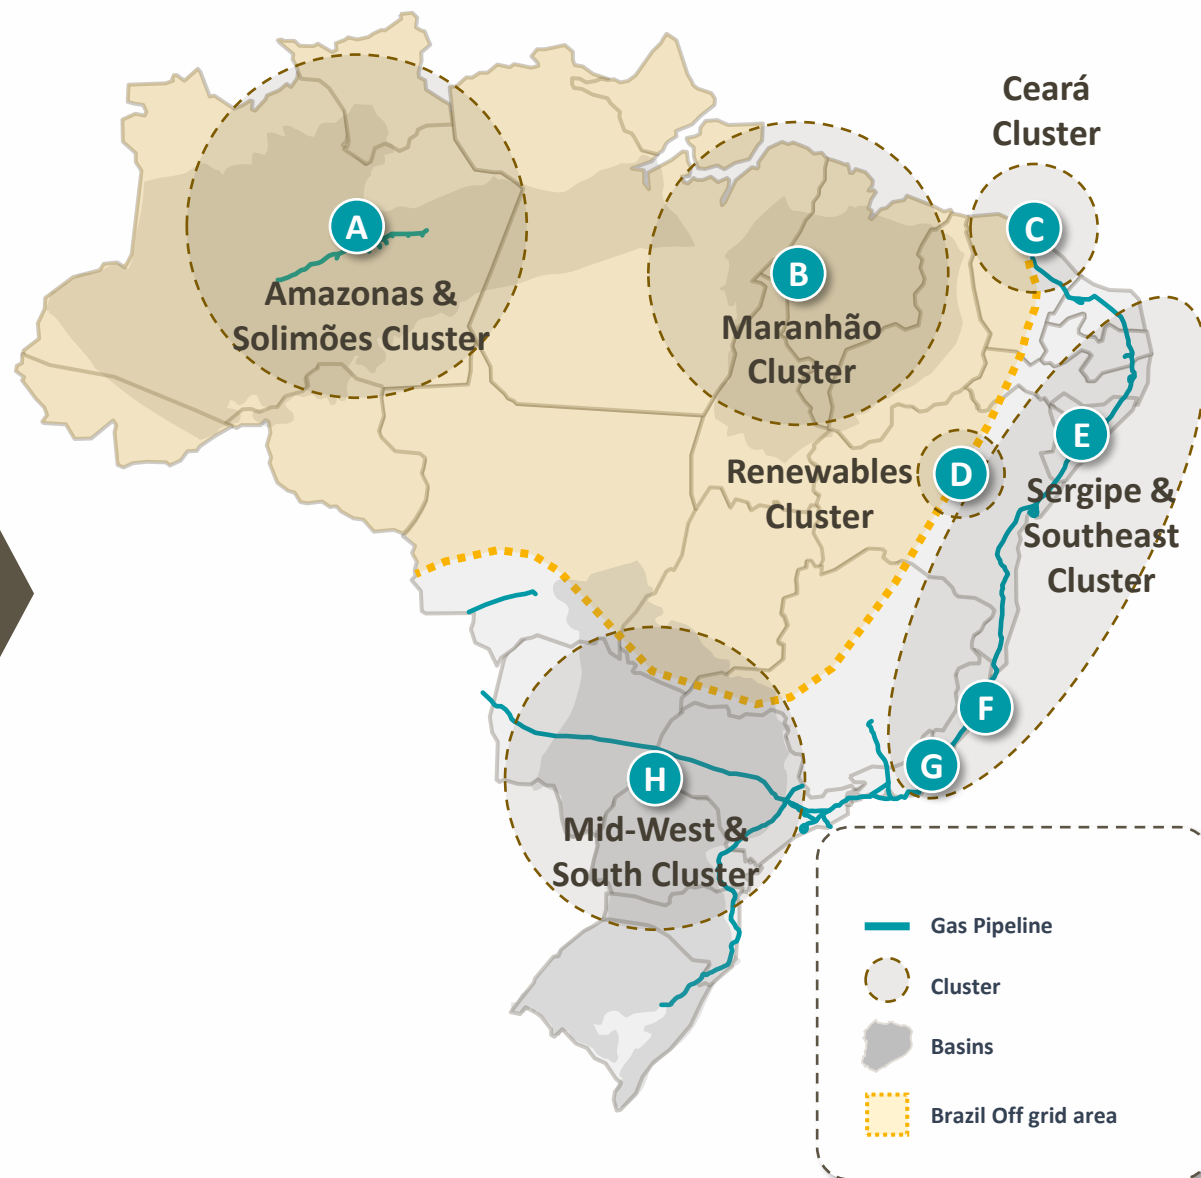 Ceará
Cluster
C
A
Amazonas &
Solimões Cluster
B
Maranhão
Cluster
E
Renewables
Cluster
D
Sergipe &
Southeast
Cluster
F
G
H
Mid-West &
South Cluster
Gas Pipeline
Cluster
Basins
Brazil Off grid area